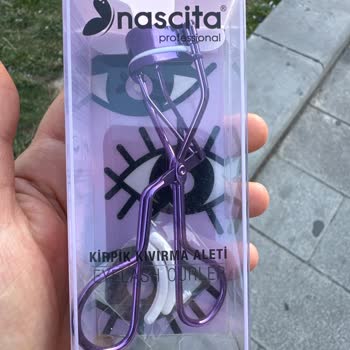 nascita®
professional
KİRPİK KIVIRMA ALETİ
EYELASH CURLER